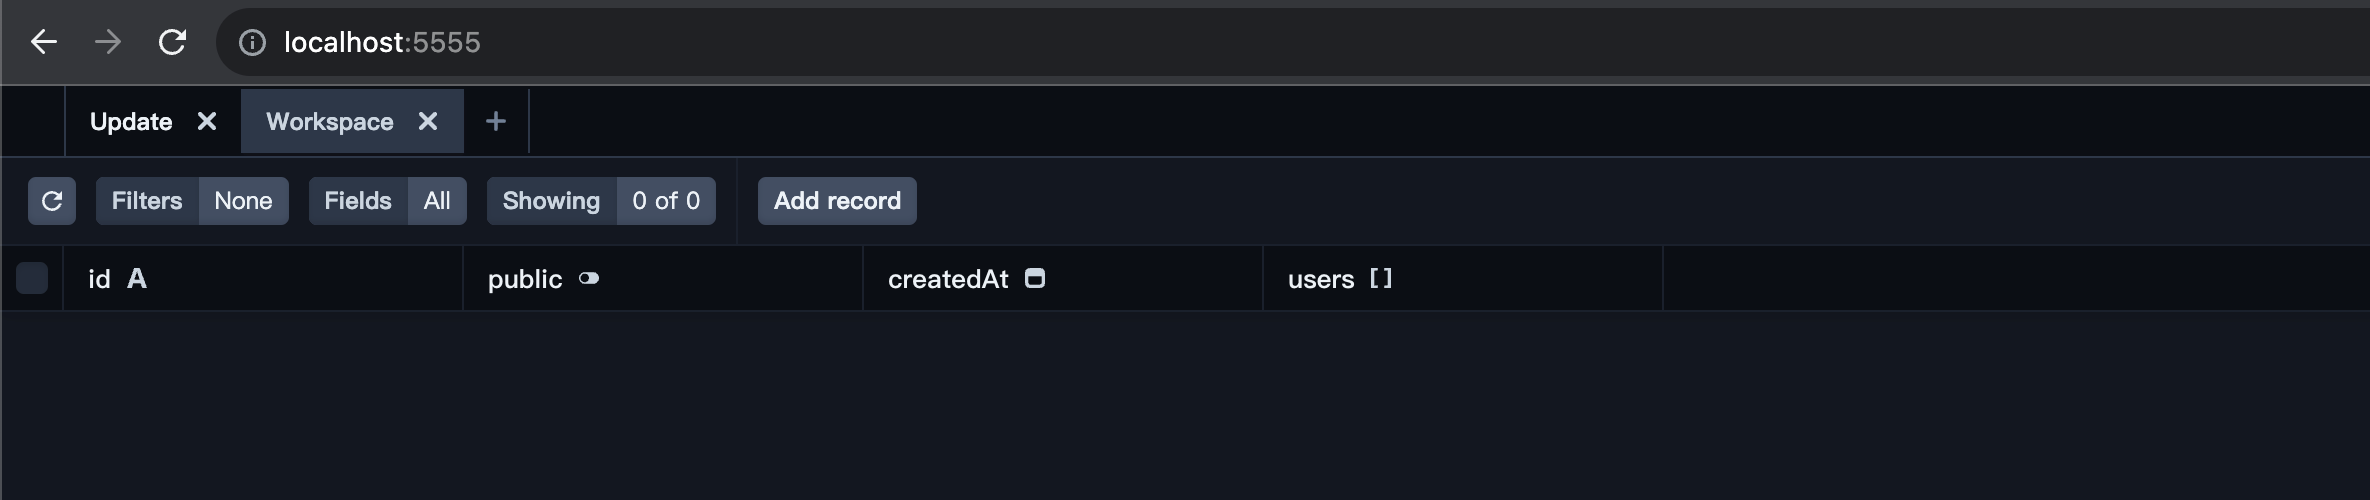 localhost:5555
Update Workspace +
Filters None Fields All Showing 0 of 0 Add record
id A public createdAt users []